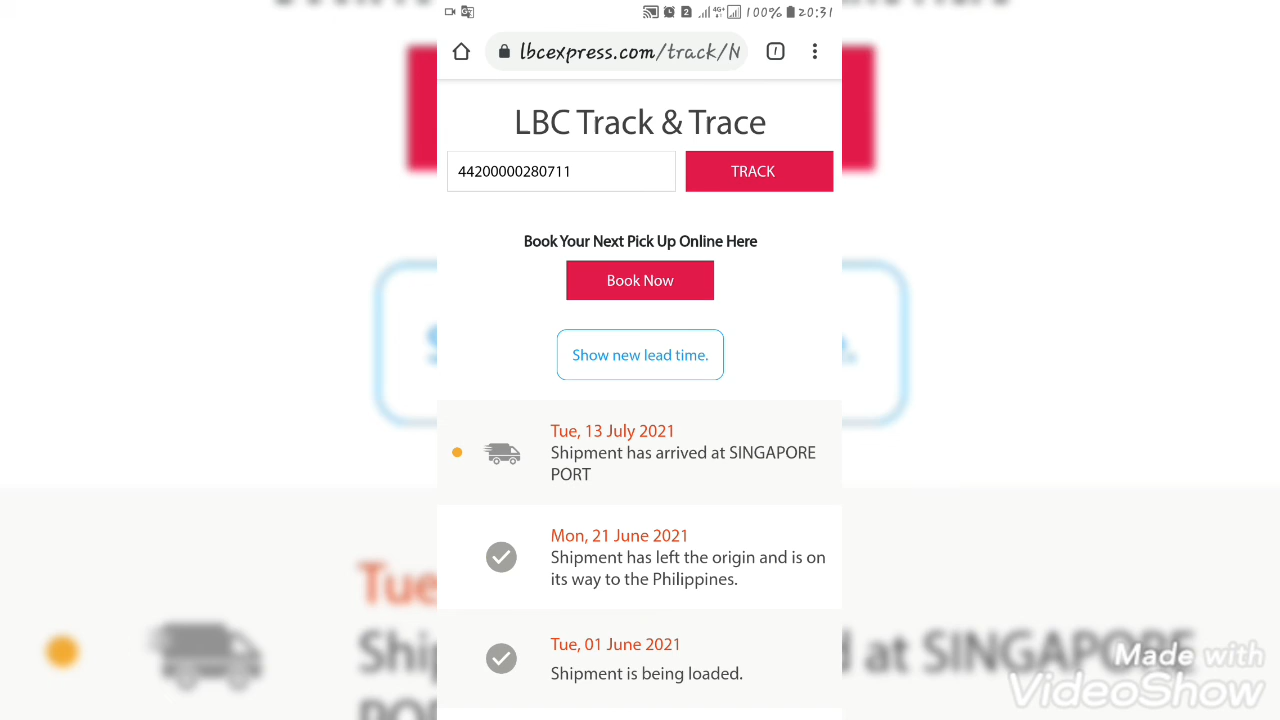 4G+ 100% 20:31
lbcexpress.com/track/N
LBC Track & Trace
44200000280711 TRACK
Book Your Next Pick Up Online Here
Book Now
Show new lead time.
Tue, 13 July 2021
Shipment has arrived at SINGAPORE
PORT
Mon, 21 June 2021
Shipment has left the origin and is on
its way to the Philippines.
Tue, 01 June 2021
Shipment is being loaded.
Made with
VideoShow